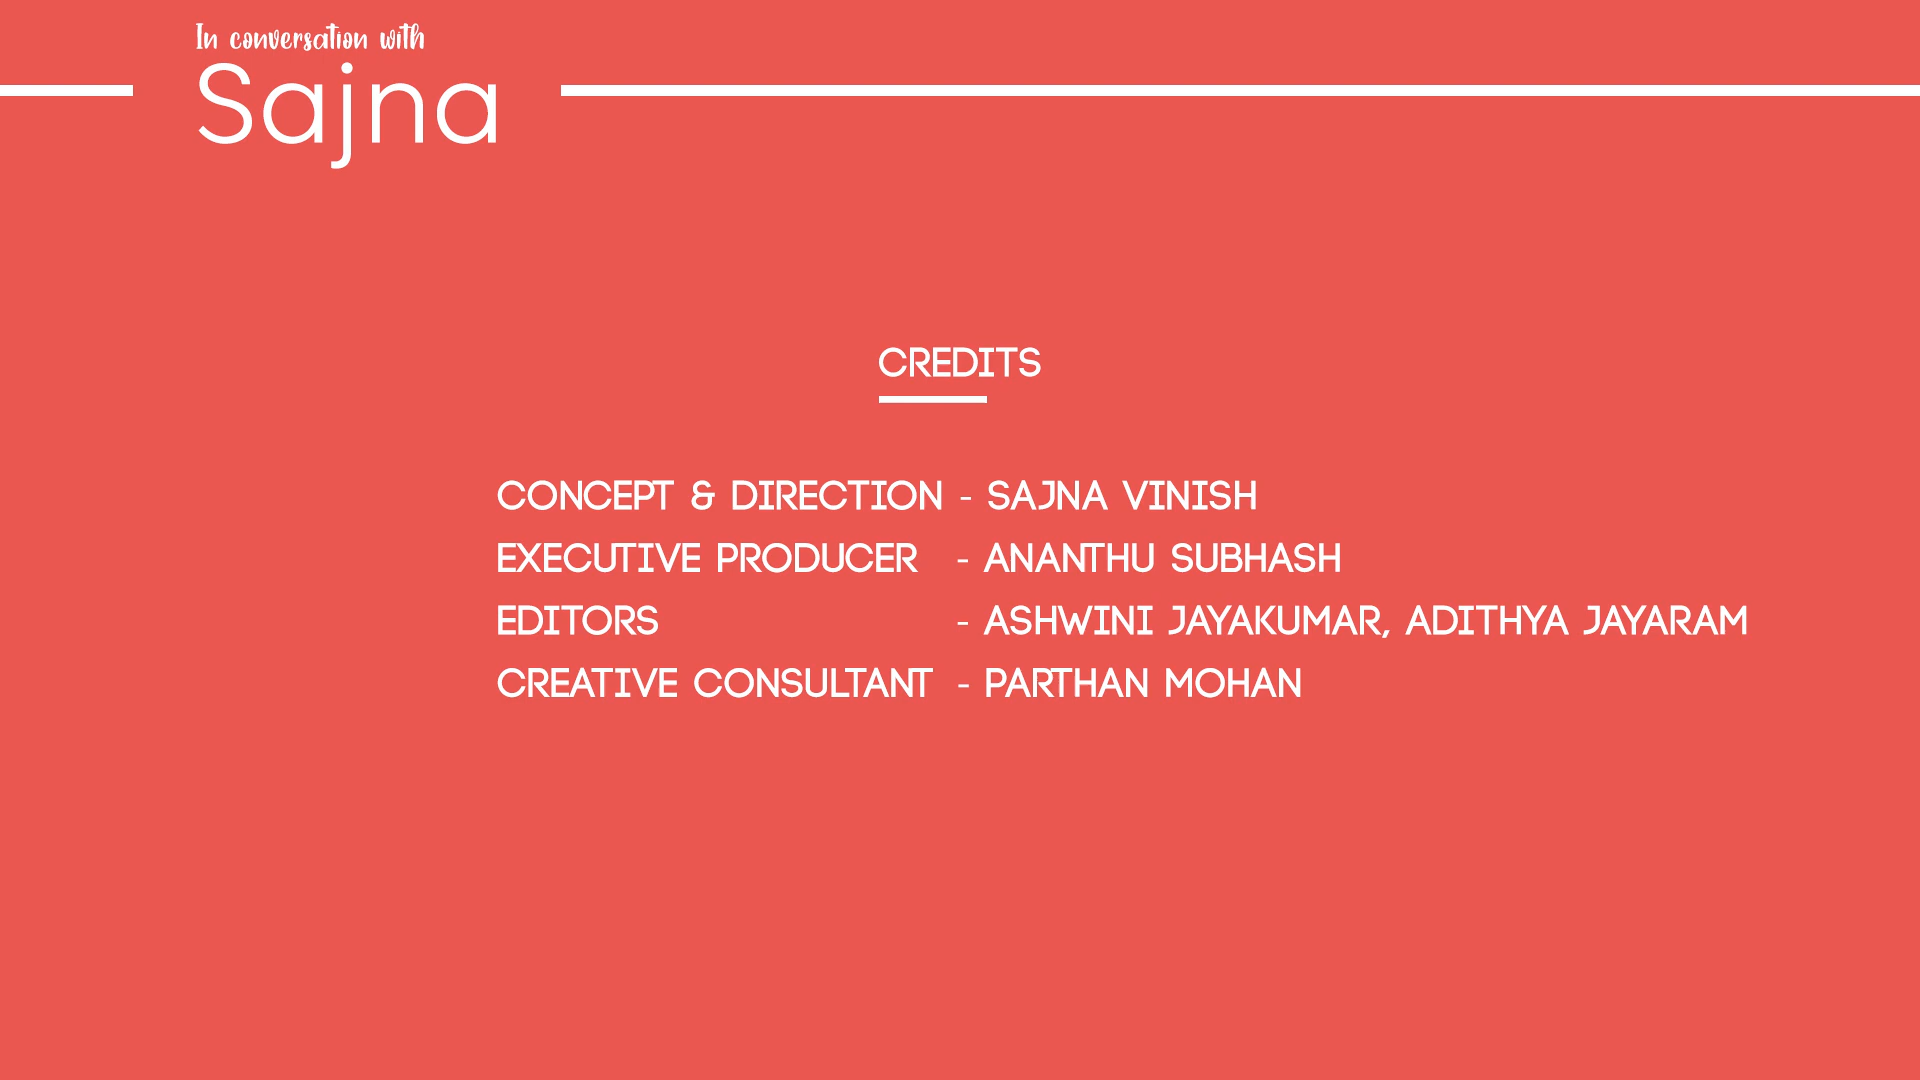 In conversation with
Sajna
CREDITS
CONCEPT & DIRECTION - SAJNA VINISH
EXECUTIVE PRODUCER - ANANTHU SUBHASH
EDITORS - ASHWINI JAYAKUMAR, ADITHYA JAYARAM
CREATIVE CONSULTANT - PARTHAN MOHAN